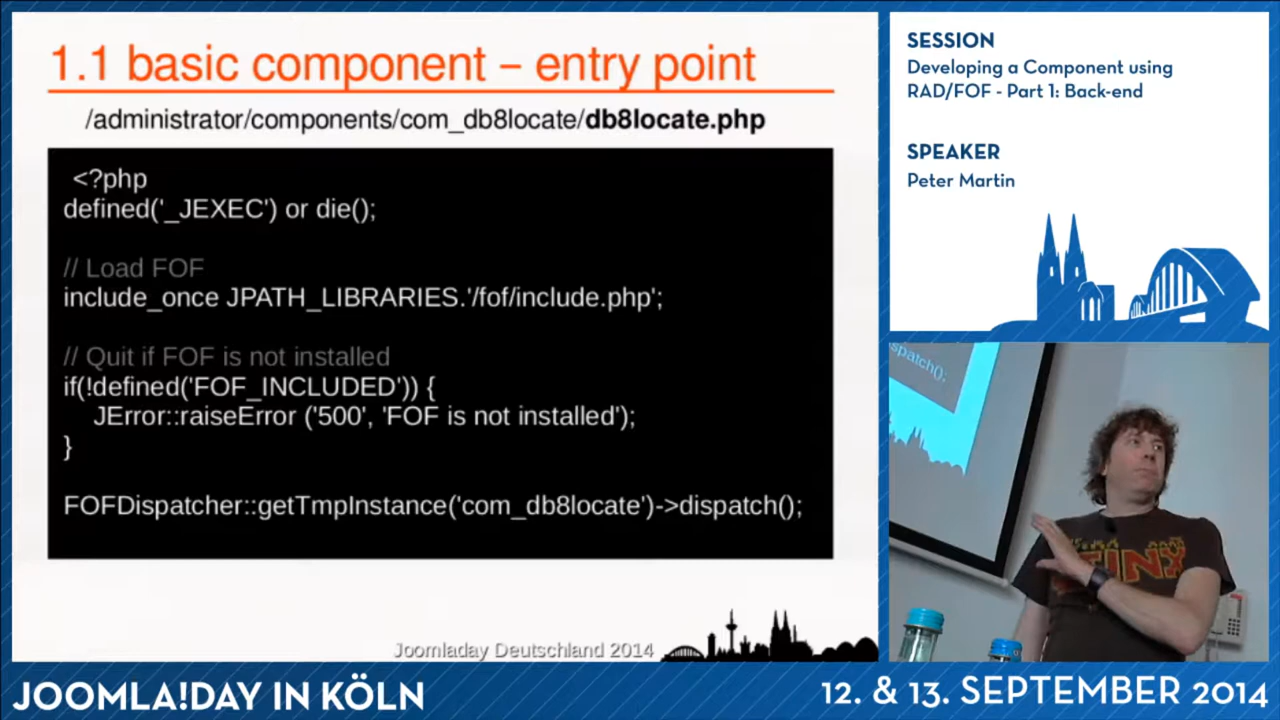 1.1 basic component – entry point
/administrator/components/com_db8locate/db8locate.php
<?php
defined('_JEXEC') or die();
// Load FOF
include_once JPATH_LIBRARIES.'/fof/include.php';
// Quit if FOF is not installed
if(!defined('FOF_INCLUDED')) {
JError::raiseError ('500', 'FOF is not installed');
}
FOFDispatcher::getTmpInstance('com_db8locate')->dispatch();
Joomladay Deutschland 2014
SESSION
Developing a Component using
RAD/FOF - Part 1: Back-end
SPEAKER
Peter Martin
spatch();
JOOMLA!DAY IN KÖLN
12. & 13. SEPTEMBER 2014